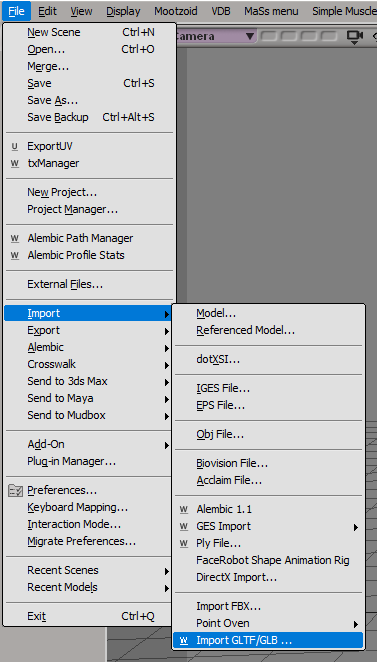 File Edit View Display Mootzoid VDB MaSs menu Simple Muscle
Camera
New Scene Ctrl+N
Open... Ctrl+O
Merge...
Save Ctrl+S
Save As...
Save Backup Ctrl+Alt+S
U ExportUV
W txManager
New Project...
Project Manager...
W Alembic Path Manager
W Alembic Profile Stats
External Files...
Import
Export
Alembic
Crosswalk
Send to 3ds Max
Send to Maya
Send to Mudbox
Add-On
Plug-in Manager...
Preferences...
Keyboard Mapping...
Interaction Mode...
Migrate Preferences...
Recent Scenes
Recent Models
Exit Ctrl+Q
Model...
Referenced Model...
dotXSI...
IGES File...
EPS File...
Obj File...
Biovision File...
Acclaim File...
W Alembic 1.1
W GES Import
W Ply File...
FaceRobot Shape Animation Rig
DirectX Import...
Import FBX...
Point Oven
W Import GLTF/GLB ...